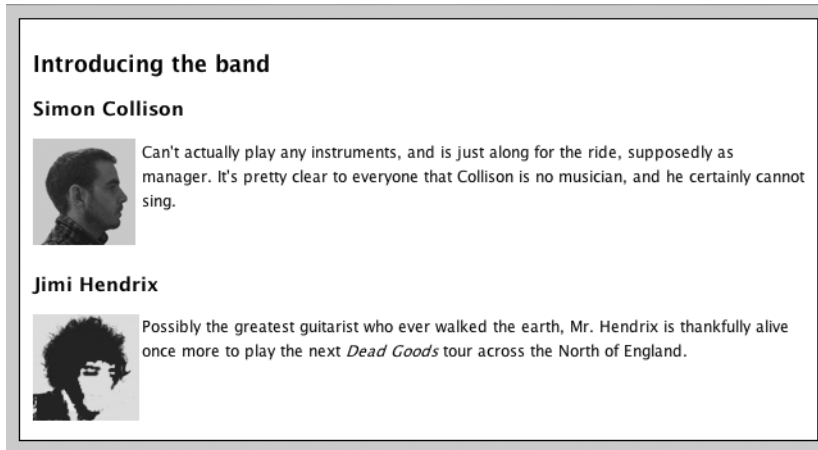 Introducing the band
Simon Collison
Can't actually play any instruments, and is just along for the ride, supposedly as
manager. It's pretty clear to everyone that Collison is no musician, and he certainly cannot
sing.
Jimi Hendrix
Possibly the greatest guitarist who ever walked the earth, Mr. Hendrix is thankfully alive
once more to play the next Dead Goods tour across the North of England.